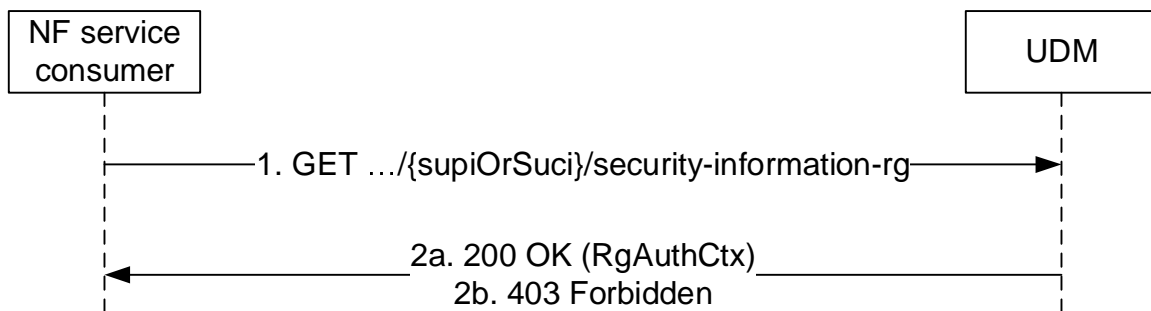 NF service
consumer
UDM
1. GET …/{supiOrSuci}/security-information-rg
2a. 200 OK (RgAuthCtx)
2b. 403 Forbidden